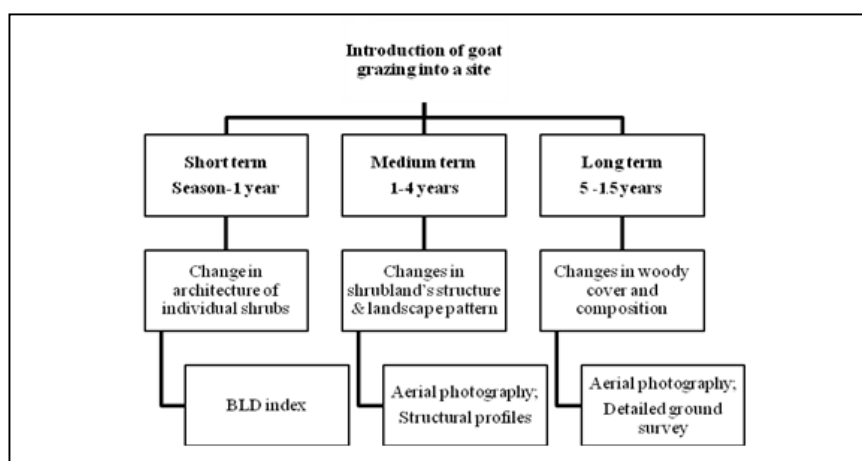 Introduction of goat
grazing into a site
Short term
Season-1 year
Medium term
1-4 years
Long term
5 -15 years
Change in
architecture of
individual shrubs
Changes in
shrubland's structure
& landscape pattern
Changes in woody
cover and
composition
BLD index
Aerial photography;
Structural profiles
Aerial photography;
Detailed ground
survey